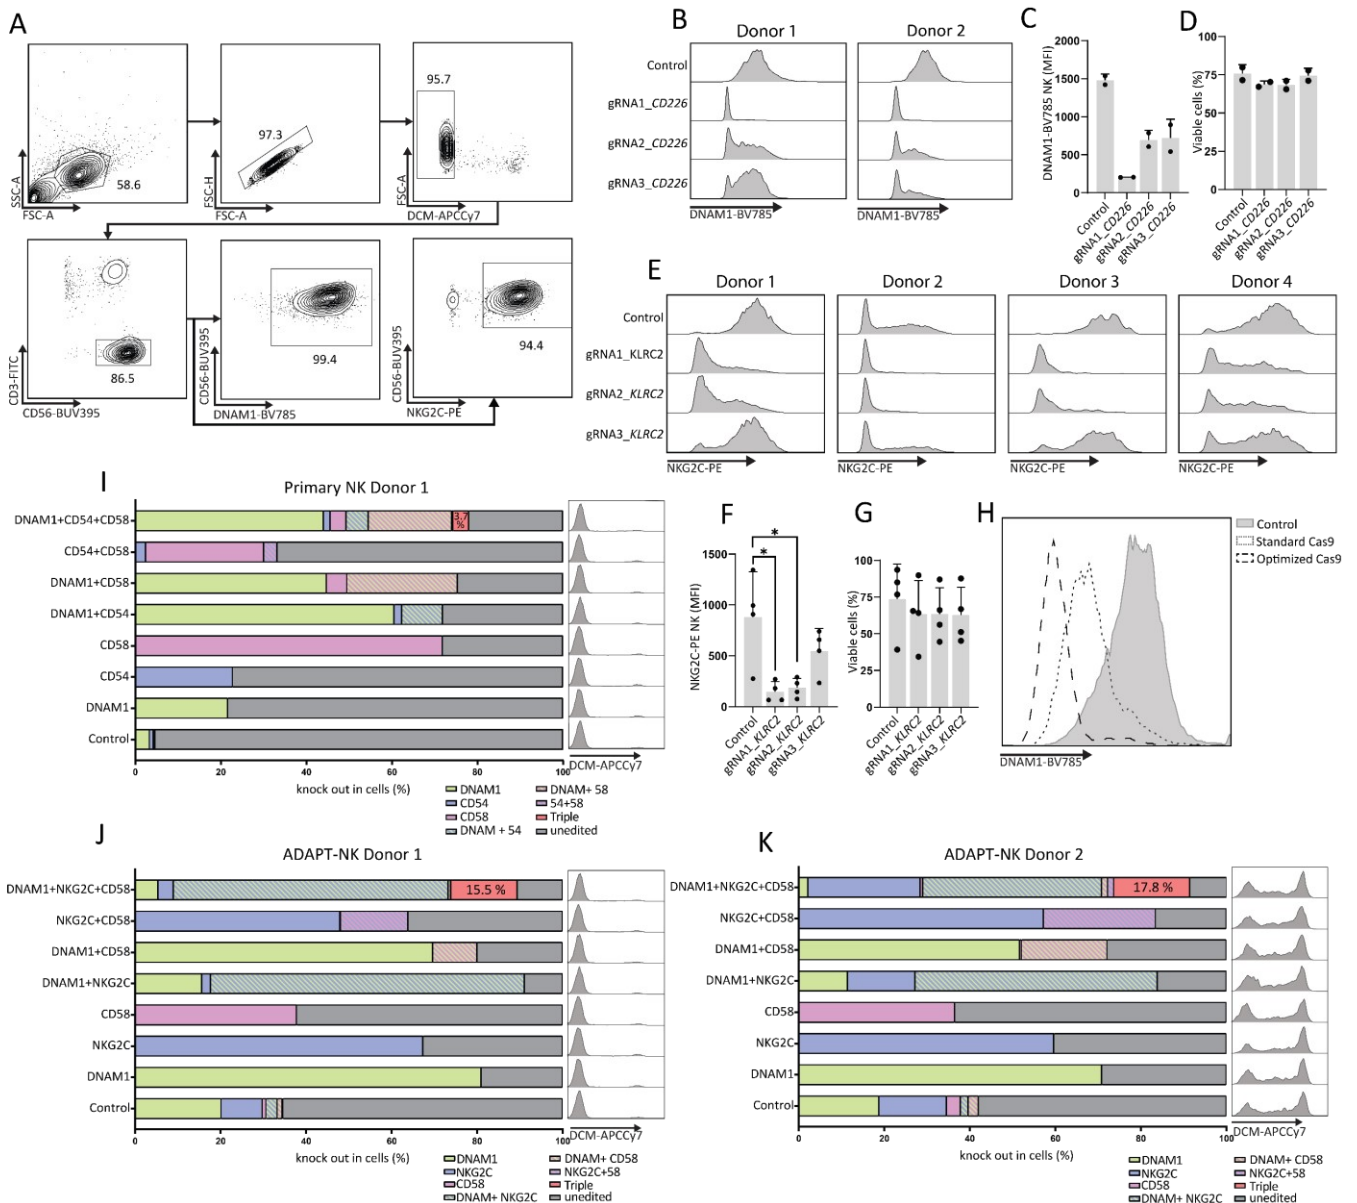 A
58.6
SSC-A
FSC-A
97.3
FSC-H
FSC-A
95.7
FSC-A
DCM-APCCy7
86.5
CD3-FITC
CD56-BUV395
99.4
CD56-BUV395
DNAM1-BV785
94.4
CD56-BUV395
NKG2C-PE
B
Donor 1
Donor 2
Control
gRNA1_CD226
gRNA2_CD226
gRNA3_CD226
DNAM1-BV785
DNAM1-BV785
C
DNAM1-BV785 NK (MFI)
2000
1500
1000
500
0
Control
gRNA1_CD226
gRNA2_CD226
gRNA3_CD226
D
Viable cells (%)
100
75
50
25
0
Control
gRNA1_CD226
gRNA2_CD226
gRNA3_CD226
E
Donor 1
Donor 2
Donor 3
Donor 4
Control
gRNA1_KLRC2
gRNA2_KLRC2
gRNA3_KLRC2
NKG2C-PE
NKG2C-PE
NKG2C-PE
NKG2C-PE
F
NKG2C-PE NK (MFI)
1500
1000
500
0
*
*
Control
gRNA1_KLRC2
gRNA2_KLRC2
gRNA3_KLRC2
G
Viable cells (%)
100
75
50
25
0
Control
gRNA1_KLRC2
gRNA2_KLRC2
gRNA3_KLRC2
H
Control
Standard Cas9
Optimized Cas9
DNAM1-BV785
I
Primary NK Donor 1
DNAM1+CD54+CD58
3.7
%
CD54+CD58
DNAM1+CD58
DNAM1+CD54
CD58
CD54
DNAM1
Control
0 20 40 60 80 100
knock out in cells (%)
DCM-APCCy7
DNAM1
CD54
CD58
DNAM + 54
DNAM+ 58
54+58
Triple
unedited
J
ADAPT-NK Donor 1
DNAM1+NKG2C+CD58
15.5 %
NKG2C+CD58
DNAM1+CD58
DNAM1+NKG2C
CD58
NKG2C
DNAM1
Control
0 20 40 60 80 100
knock out in cells (%)
DCM-APCCy7
DNAM1
NKG2C
CD58
DNAM+ NKG2C
DNAM+ CD58
NKG2C+58
Triple
unedited
K
ADAPT-NK Donor 2
DNAM1+NKG2C+CD58
17.8 %
NKG2C+CD58
DNAM1+CD58
DNAM1+NKG2C
CD58
NKG2C
DNAM1
Control
0 20 40 60 80 100
knock out in cells (%)
DCM-APCCy7
DNAM1
NKG2C
CD58
DNAM+ NKG2C
DNAM+ CD58
NKG2C+58
Triple
unedited